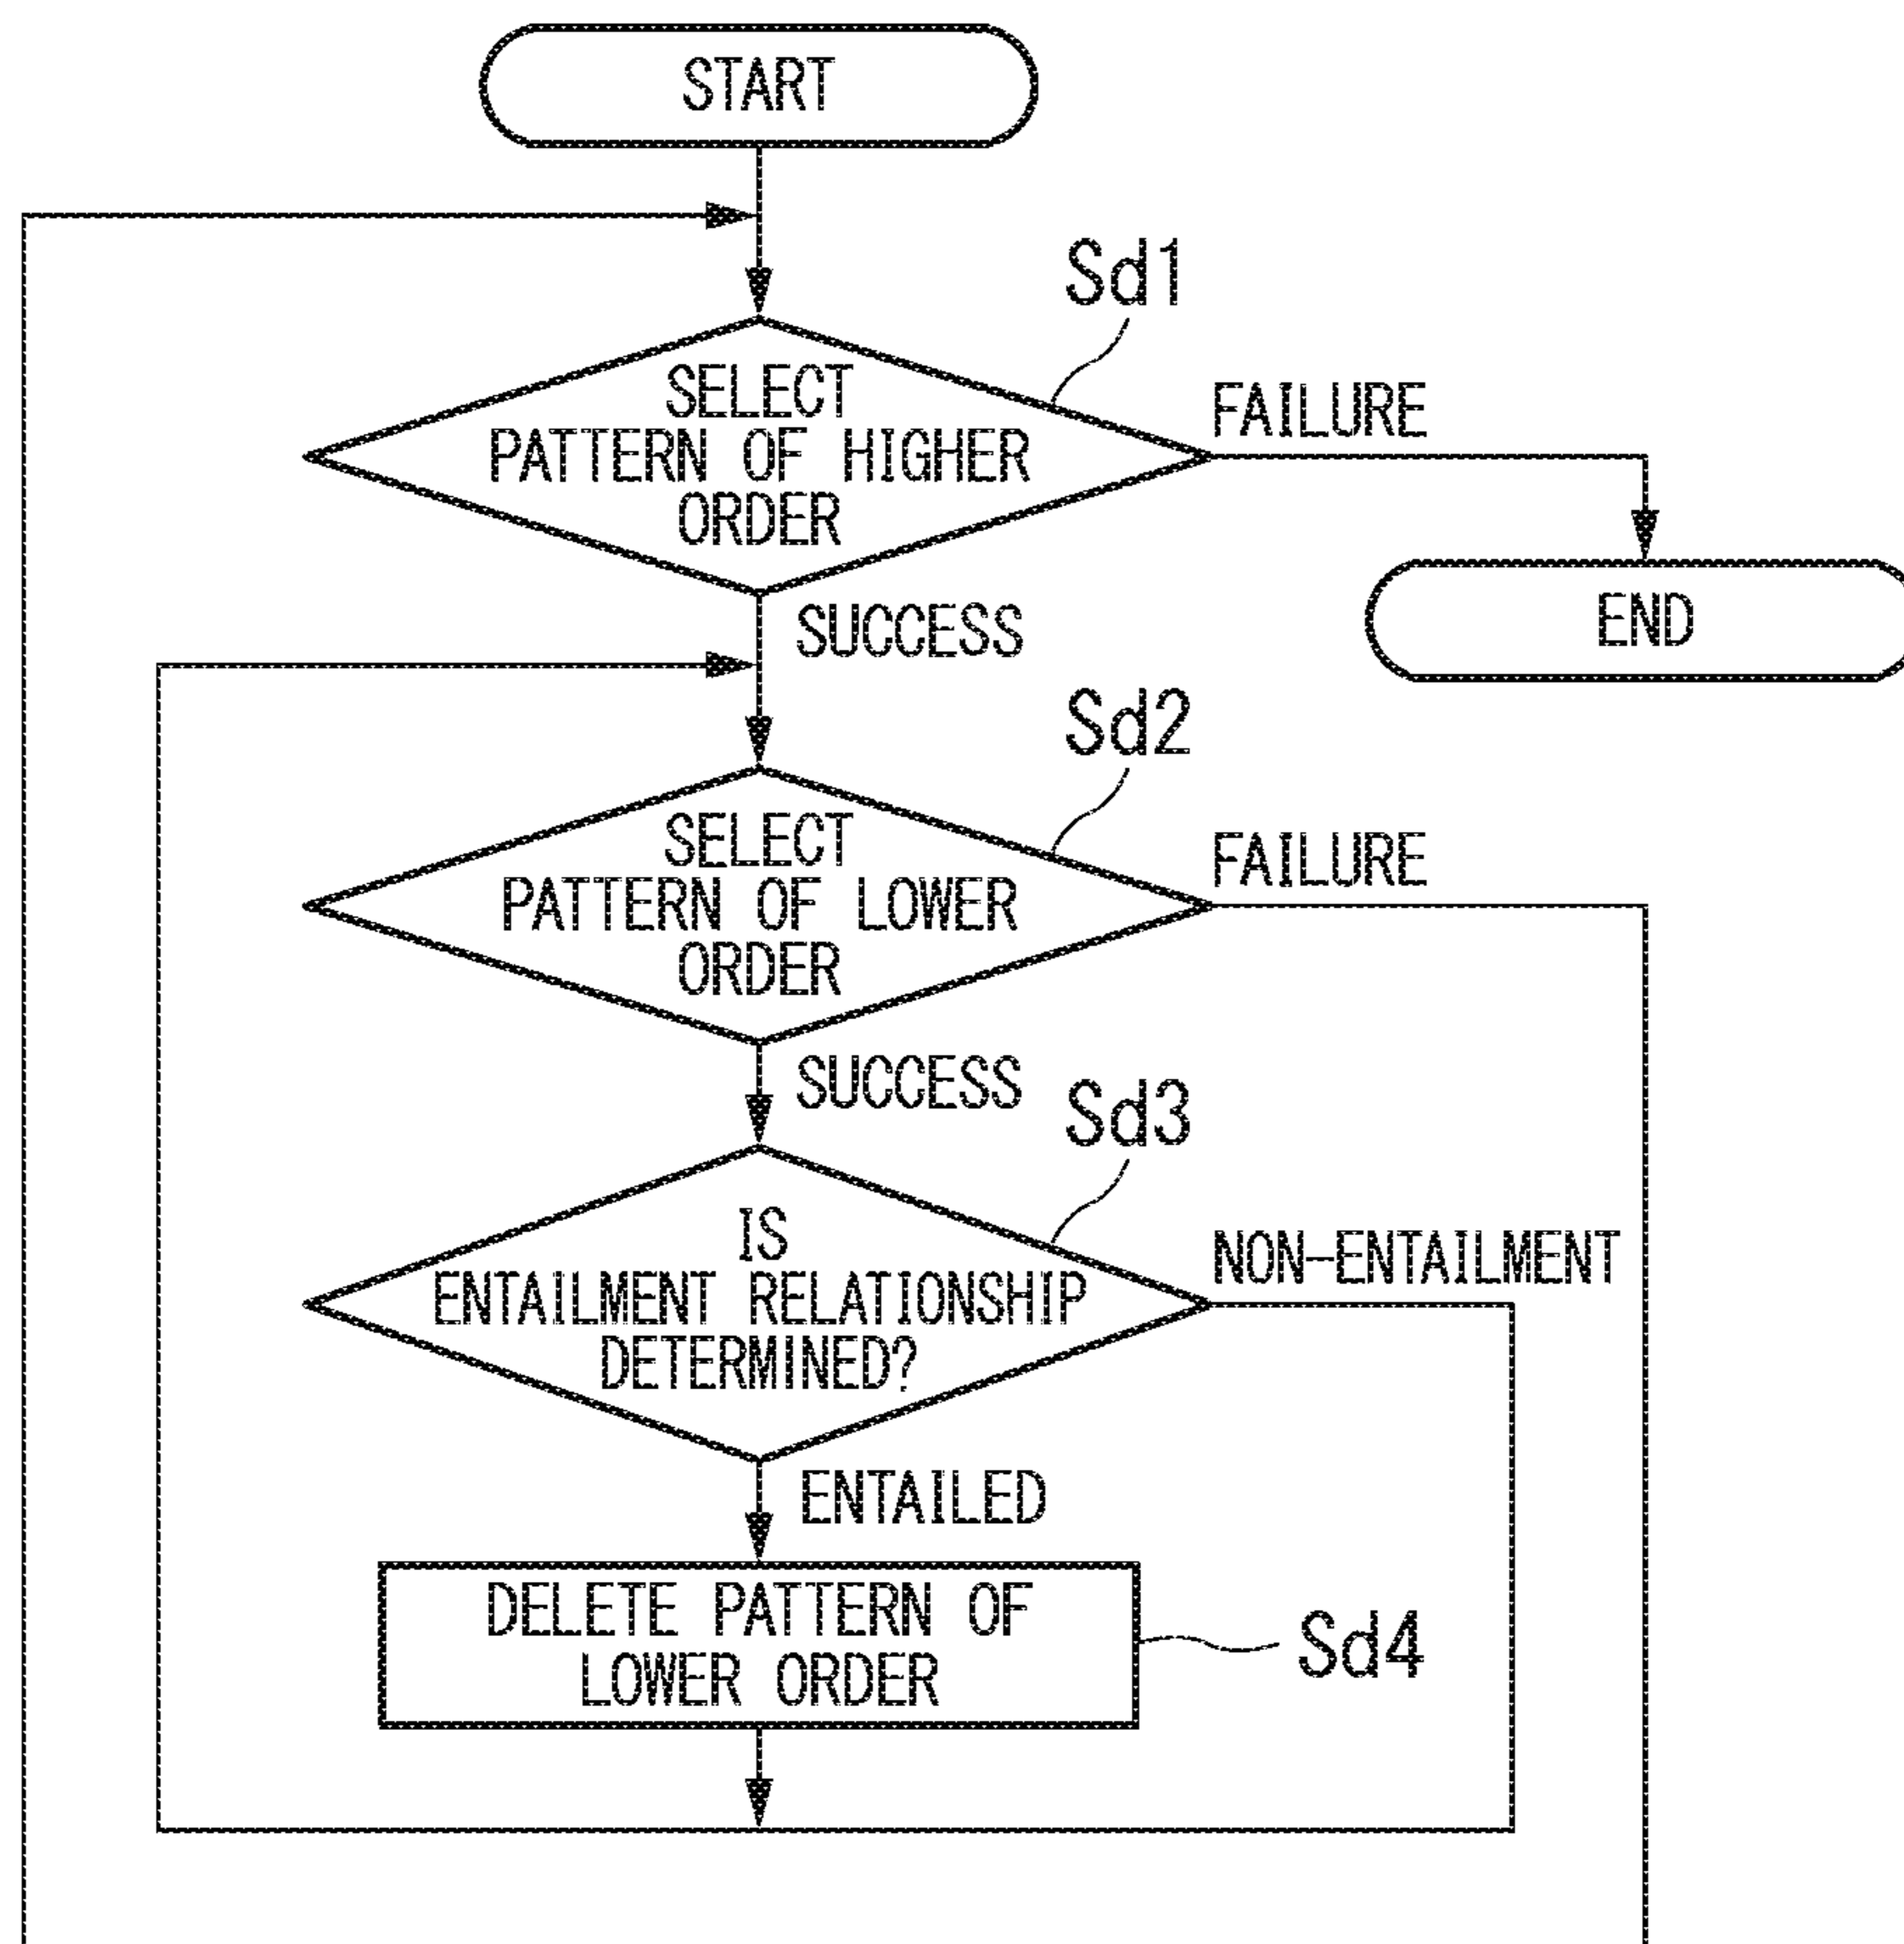 START
Sd1
SELECT
PATTERN OF HIGHER
ORDER
FAILURE
END
SUCCESS
Sd2
SELECT
PATTERN OF LOWER
ORDER
FAILURE
SUCCESS
Sd3
IS
ENTAILMENT RELATIONSHIP
DETERMINED?
NON-ENTAILMENT
ENTAILED
DELETE PATTERN OF
LOWER ORDER
Sd4